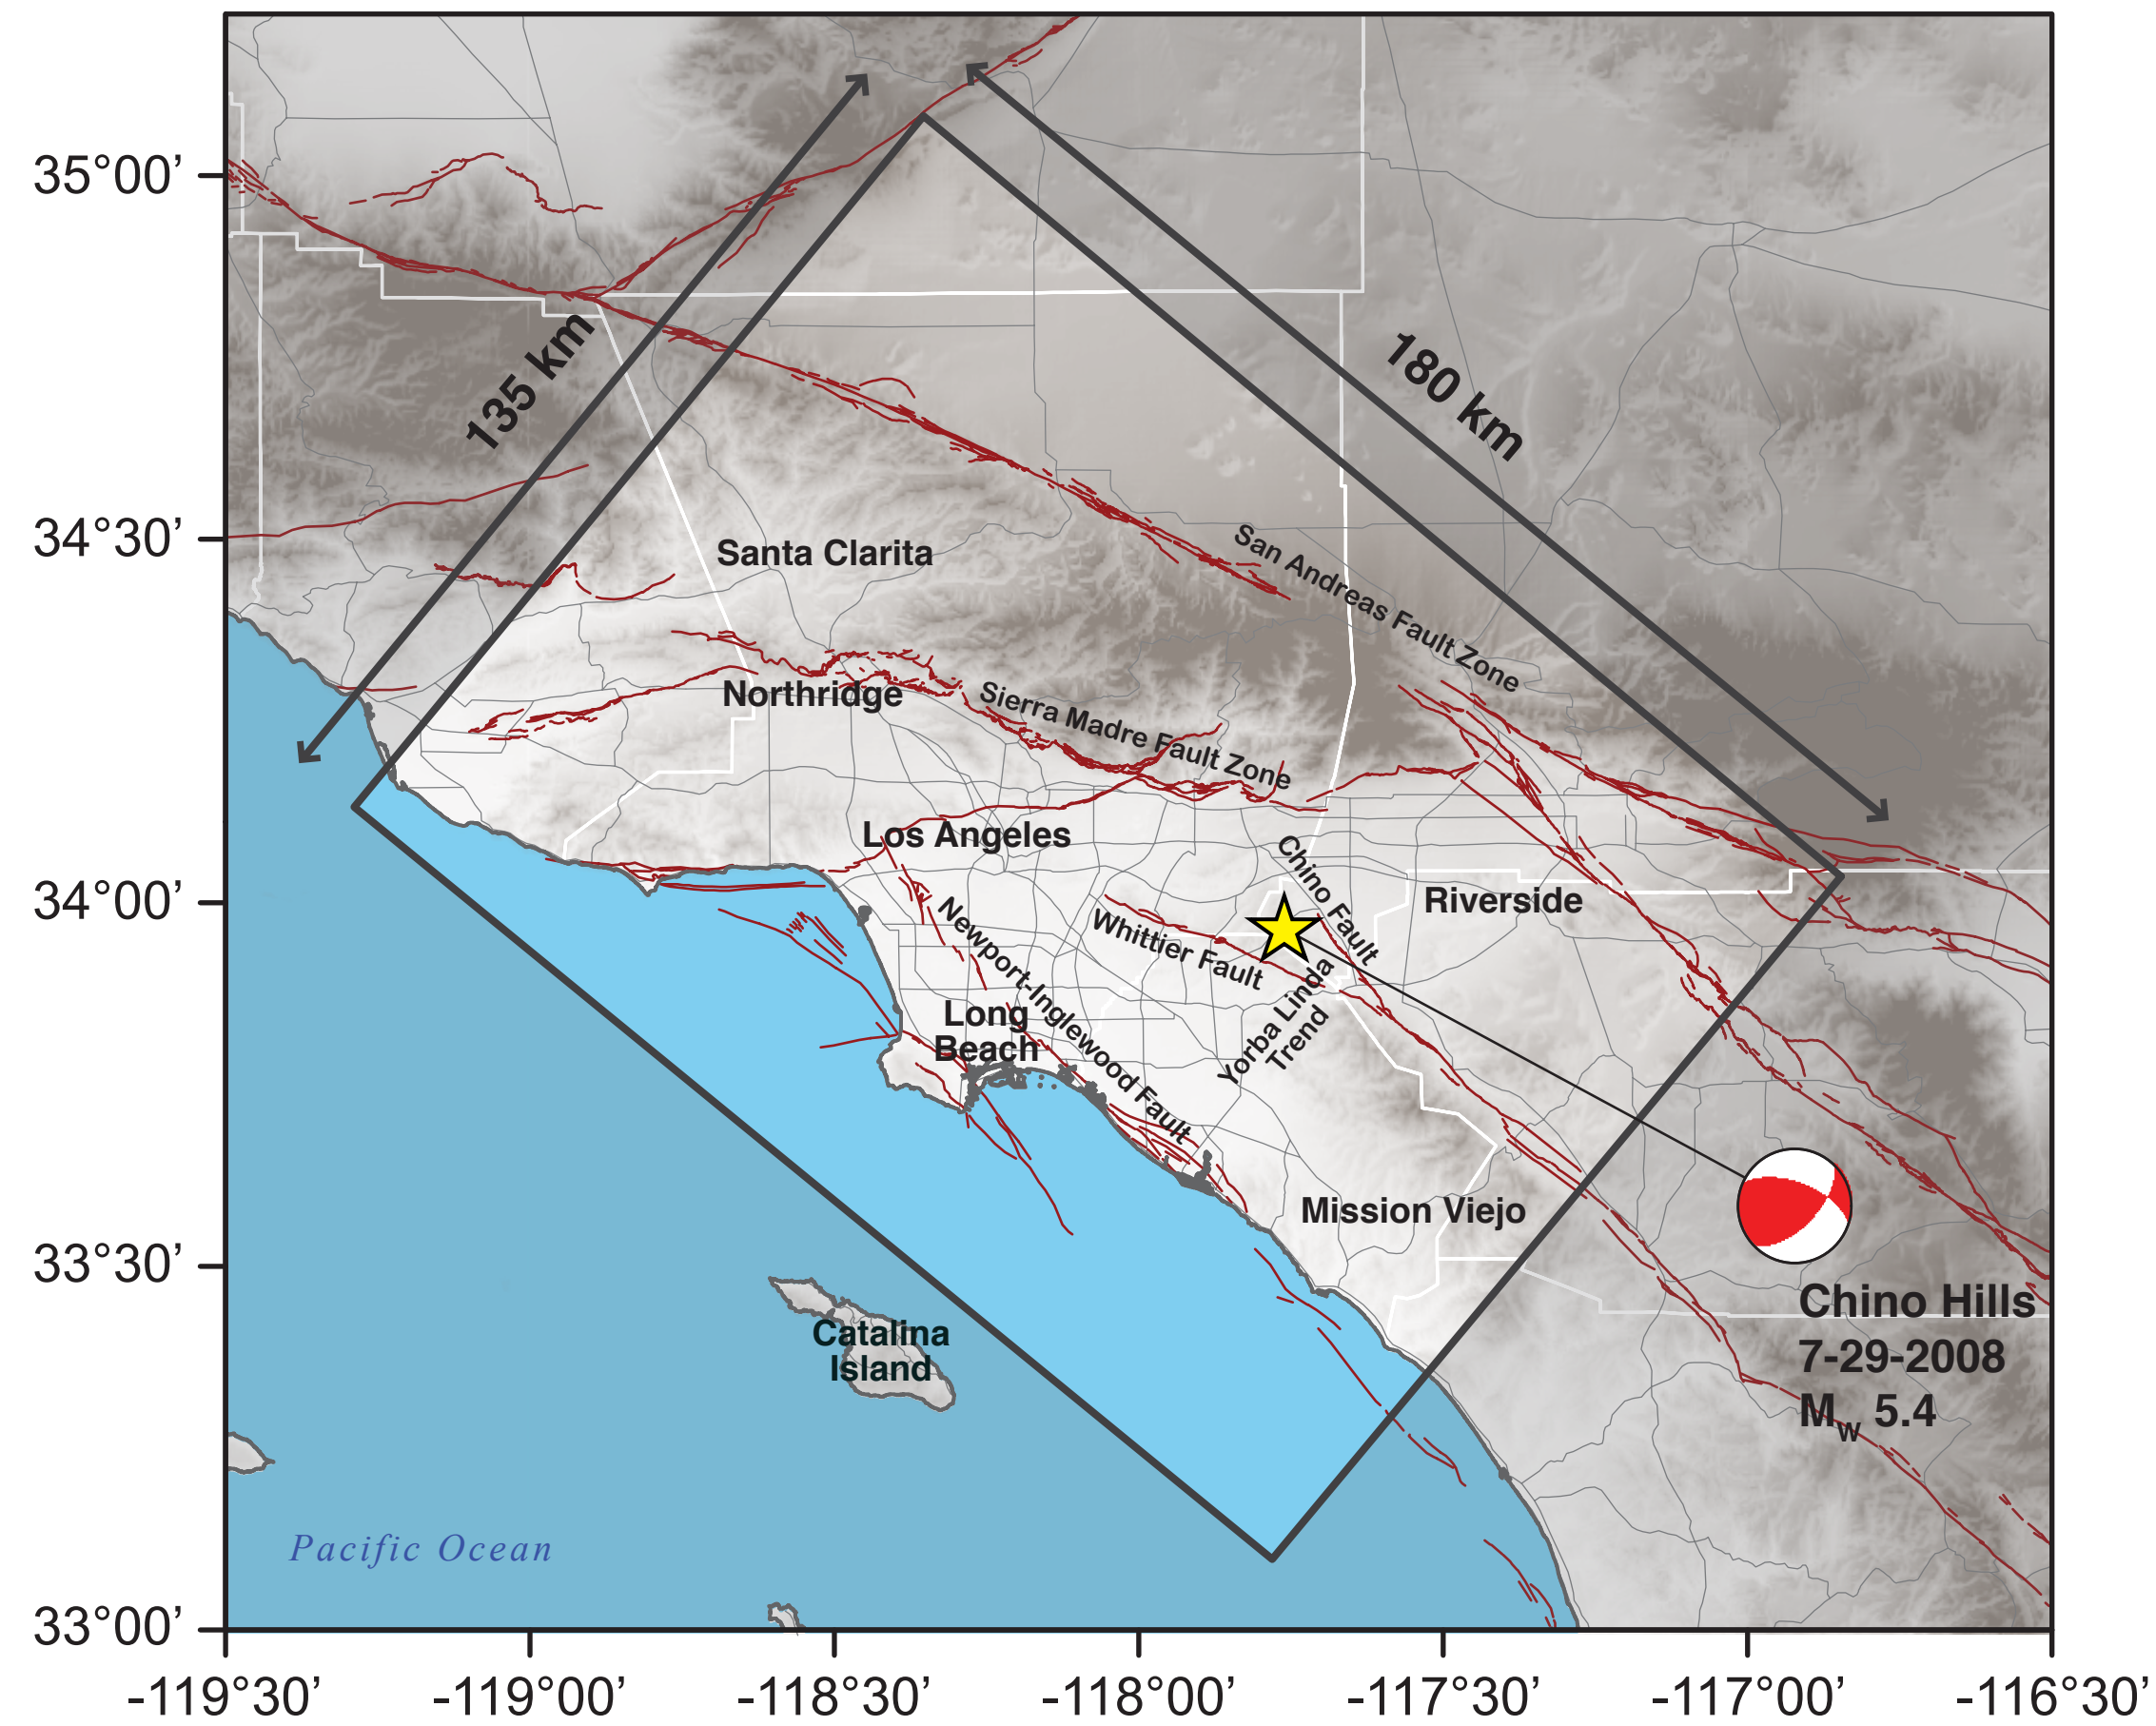 35°00’
34°30’
34°00’
33°30’
33°00’
135 km
180 km
Santa Clarita
San Andreas Fault Zone
Northridge
Sierra Madre Fault Zone
Los Angeles
Chino Fault
Riverside
Whittier Fault
Newport-Inglewood Fault
Yorba Linda
Trend
Long
Beach
Mission Viejo
Catalina
Island
Chino Hills
7-29-2008
Mw 5.4
Pacific Ocean
-119°30’ -119°00’ -118°30’ -118°00’ -117°30’ -117°00’ -116°30’